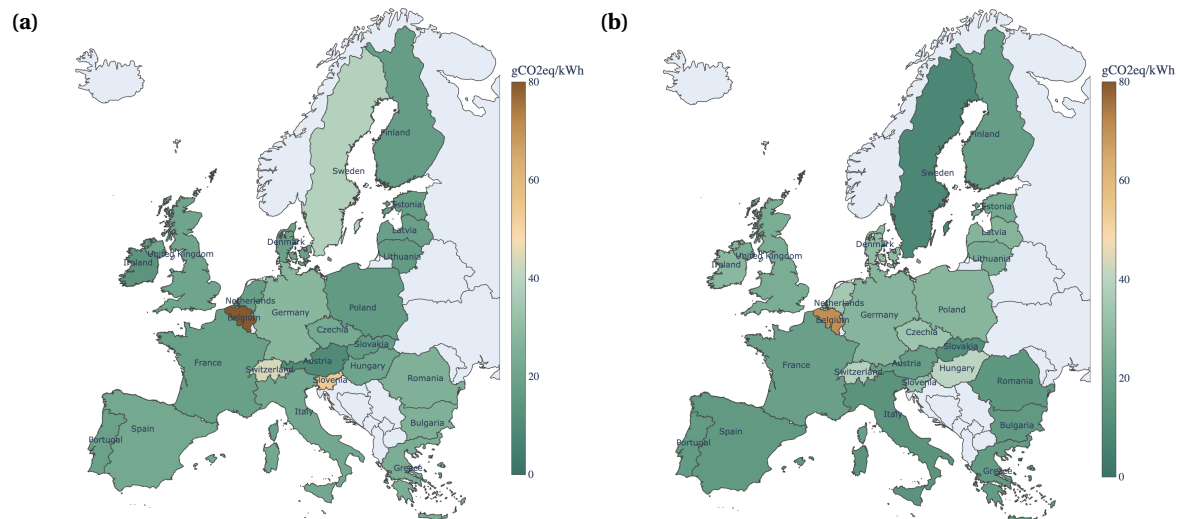 (a)
gCO2eq/kWh
80
60
40
20
0
Finland
Sweden
Estonia
Latvia
Lithuania
Denmark
United Kingdom
Ireland
Netherlands
Belgium
Germany
Poland
Czechia
Slovakia
Austria
Hungary
France
Switzerland
Slovenia
Romania
Italy
Bulgaria
Portugal
Spain
Greece
(b)
gCO2eq/kWh
80
60
40
20
0
Finland
Sweden
Estonia
Latvia
Lithuania
Denmark
United Kingdom
Ireland
Netherlands
Belgium
Germany
Poland
Czechia
Slovakia
Austria
Hungary
France
Switzerland
Slovenia
Romania
Italy
Bulgaria
Portugal
Spain
Greece